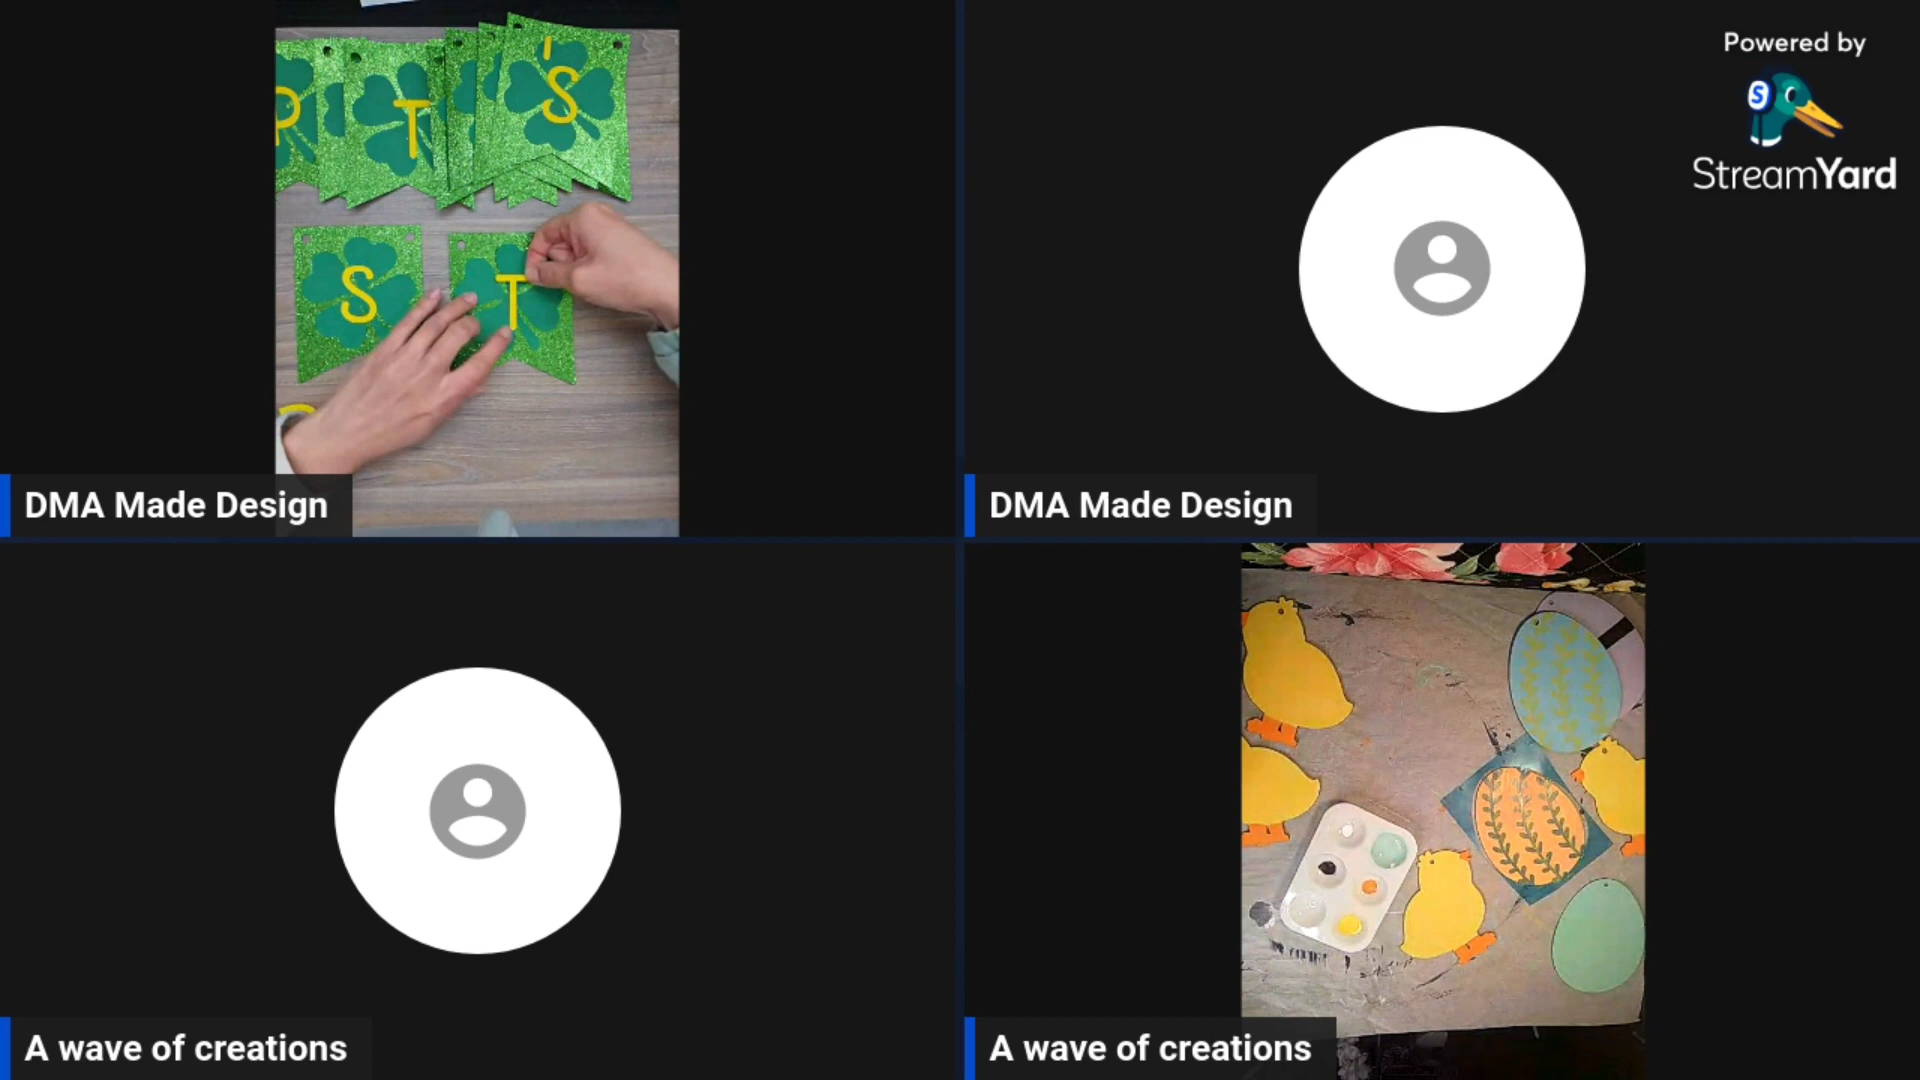 Powered by
S
StreamYard
P
T
'S
S
T
DMA Made Design
DMA Made Design
A wave of creations
A wave of creations